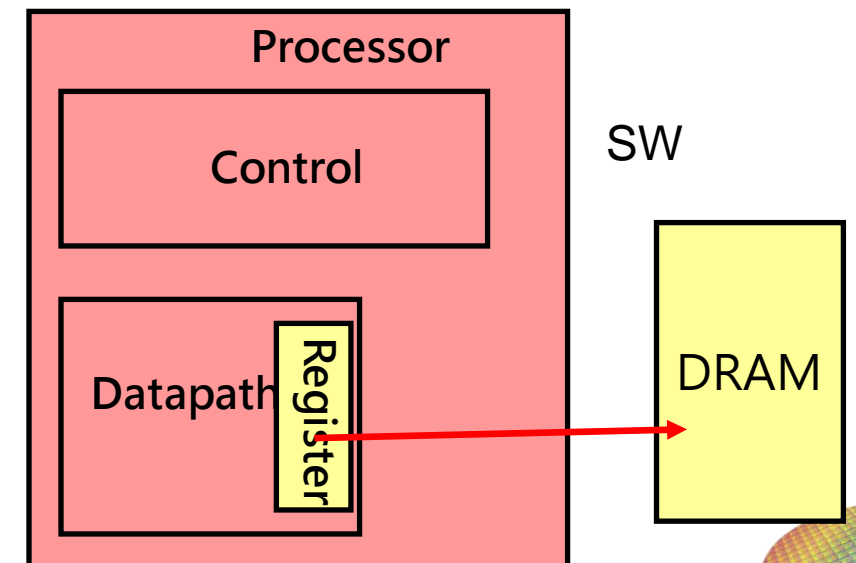 Processor
Control
SW
Datapath
Register
DRAM